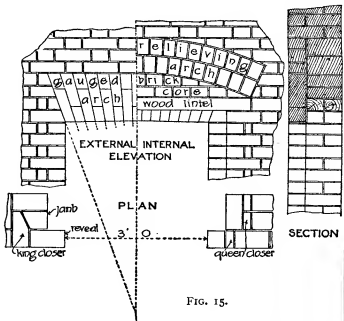 relieving
arch
gauged
arch
brick
core
wood lintel
EXTERNAL INTERNAL
ELEVATION
PLAN
jamb
reveal
3' 0"
king closer
queen closer
SECTION
FIG. 15.